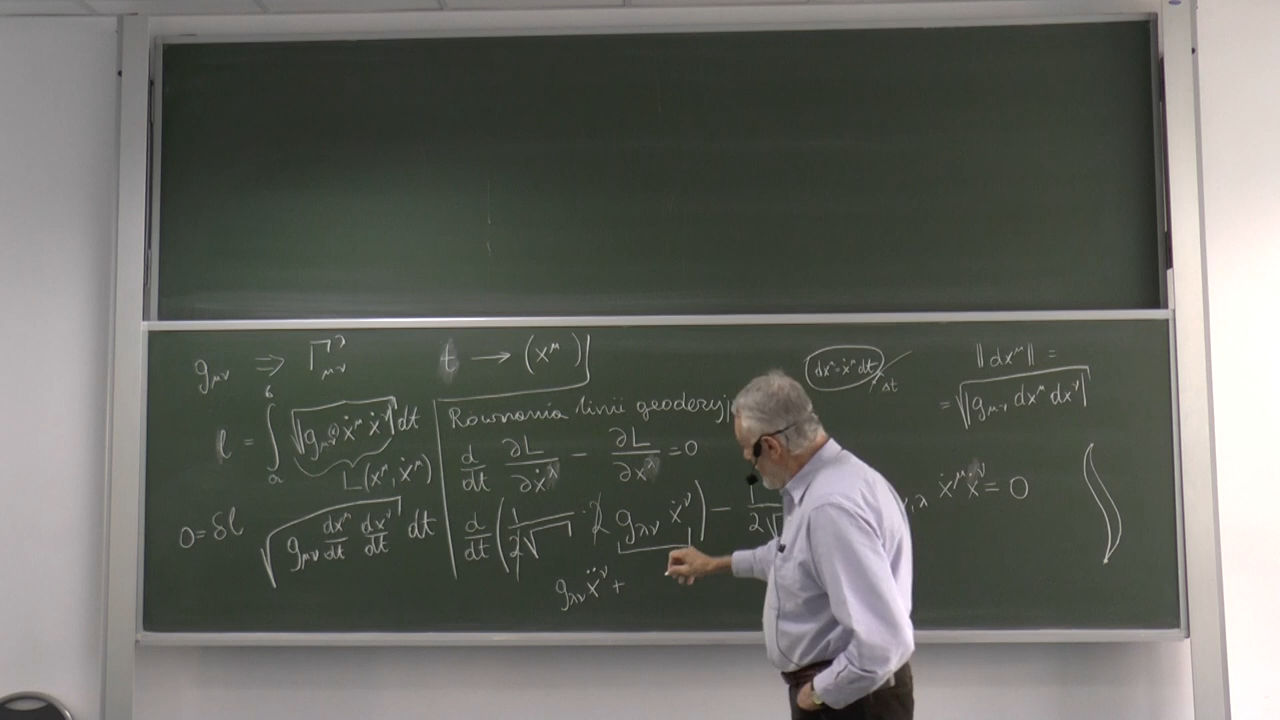 g_{μν} ⇒ Γ^λ_{μν}
l = ∫_a^b √(g_{μν} ẋ^μ ẋ^ν) dt
L(x^μ, ẋ^μ)
0 = δl
√(g_{μν} dx^μ/dt dx^ν/dt) dt
t → (x^μ)
Równania linii geodezyj
d/dt ∂L/∂ẋ^λ − ∂L/∂x^λ = 0
d/dt (1/2√ · 2 g_{λν} ẋ^ν) − 1/2√ ,λ ẋ^μ ẋ^ν = 0
g_{λν} ẍ^ν +
dx^μ = ẋ^μ dt
Δt
‖dx^μ‖ =
= √(g_{μν} dx^μ dx^ν)